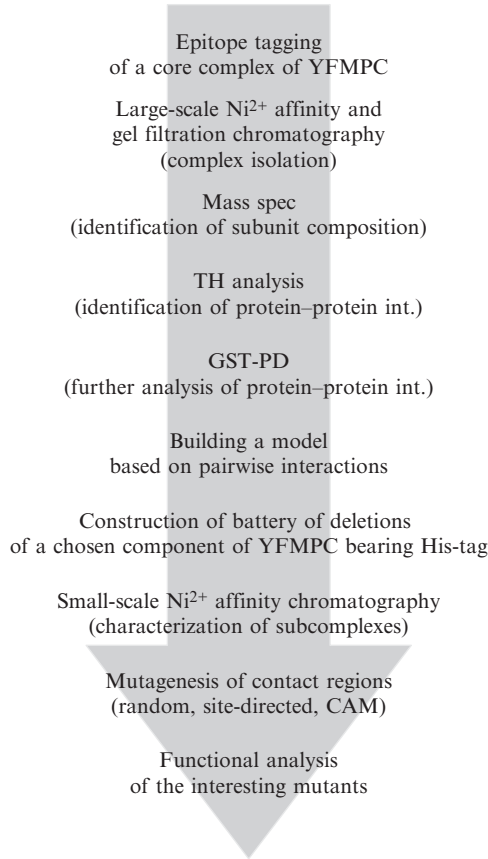 Epitope tagging
of a core complex of YFMPC
Large-scale Ni²⁺ affinity and
gel filtration chromatography
(complex isolation)
Mass spec
(identification of subunit composition)
TH analysis
(identification of protein–protein int.)
GST-PD
(further analysis of protein–protein int.)
Building a model
based on pairwise interactions
Construction of battery of deletions
of a chosen component of YFMPC bearing His-tag
Small-scale Ni²⁺ affinity chromatography
(characterization of subcomplexes)
Mutagenesis of contact regions
(random, site-directed, CAM)
Functional analysis
of the interesting mutants